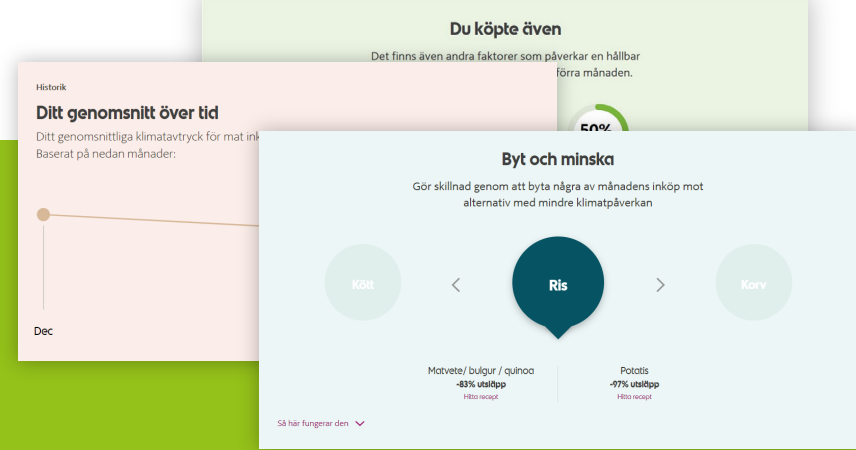 Du köpte även
Det finns även andra faktorer som påverkar en hållbar
förra månaden.
50%
Historik
Ditt genomsnitt över tid
Ditt genomsnittliga klimatavtryck för mat ink
Baserat på nedan månader:
Dec
Byt och minska
Gör skillnad genom att byta några av månadens inköp mot
alternativ med mindre klimatpåverkan
Kött
Ris
Korv
Matvete/ bulgur / quinoa
-83% utsläpp
Hitta recept
Potatis
-97% utsläpp
Hitta recept
Så här fungerar den